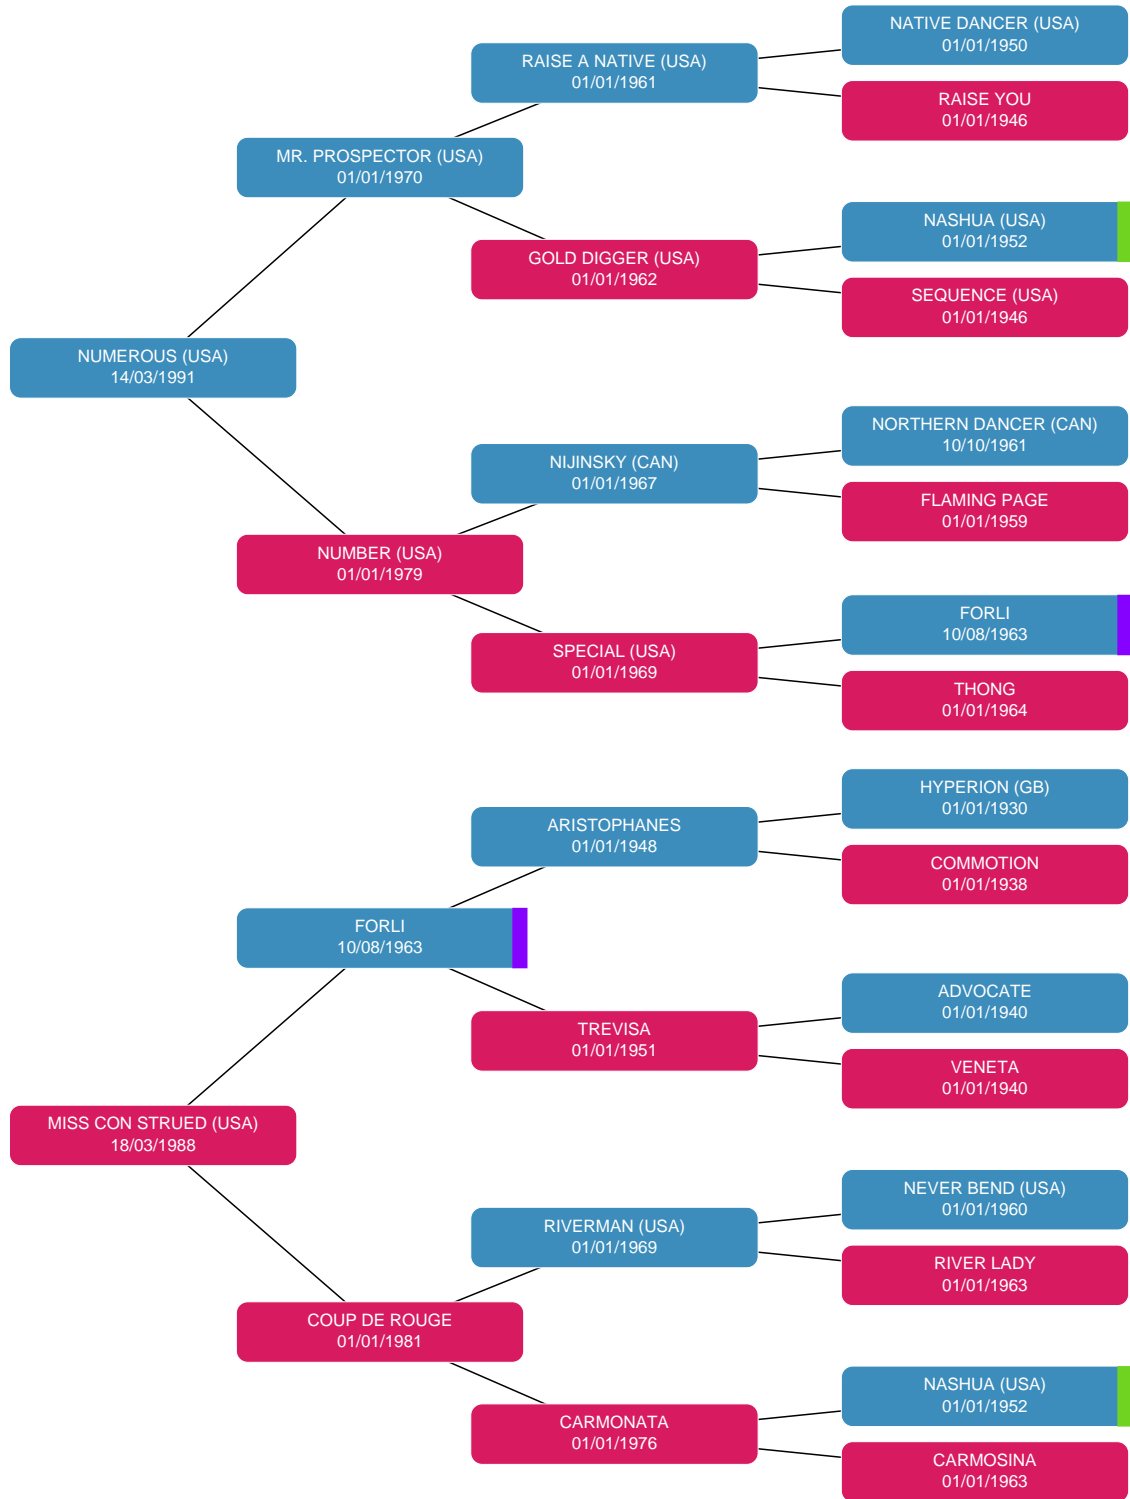 NATIVE DANCER (USA)
01/01/1950
RAISE A NATIVE (USA)
01/01/1961
RAISE YOU
01/01/1946
MR. PROSPECTOR (USA)
01/01/1970
NASHUA (USA)
01/01/1952
GOLD DIGGER (USA)
01/01/1962
SEQUENCE (USA)
01/01/1946
NUMEROUS (USA)
14/03/1991
NORTHERN DANCER (CAN)
10/10/1961
NIJINSKY (CAN)
01/01/1967
FLAMING PAGE
01/01/1959
NUMBER (USA)
01/01/1979
FORLI
10/08/1963
SPECIAL (USA)
01/01/1969
THONG
01/01/1964
HYPERION (GB)
01/01/1930
ARISTOPHANES
01/01/1948
COMMOTION
01/01/1938
FORLI
10/08/1963
ADVOCATE
01/01/1940
TREVISA
01/01/1951
VENETA
01/01/1940
MISS CON STRUED (USA)
18/03/1988
NEVER BEND (USA)
01/01/1960
RIVERMAN (USA)
01/01/1969
RIVER LADY
01/01/1963
COUP DE ROUGE
01/01/1981
NASHUA (USA)
01/01/1952
CARMONATA
01/01/1976
CARMOSINA
01/01/1963